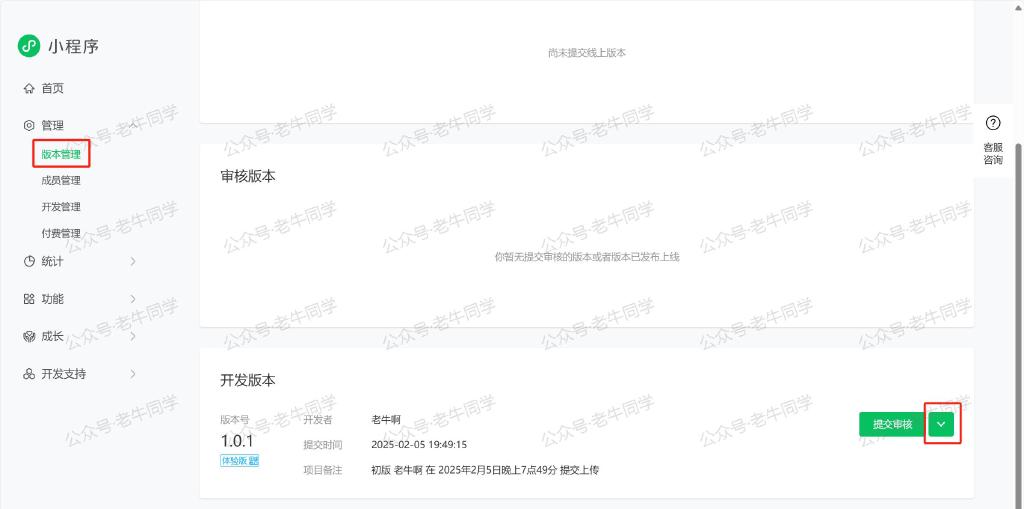 小程序
首页
管理
版本管理
成员管理
开发管理
付费管理
统计
功能
成长
开发支持
尚未提交线上版本
审核版本
你暂无提交审核的版本或者版本已发布上线
开发版本
版本号
1.0.1
体验版
开发者 老牛啊
提交时间 2025-02-05 19:49:15
项目备注 初版 老牛啊 在 2025年2月5日晚上7点49分 提交上传
提交审核
客服
咨询
公众号·老牛同学